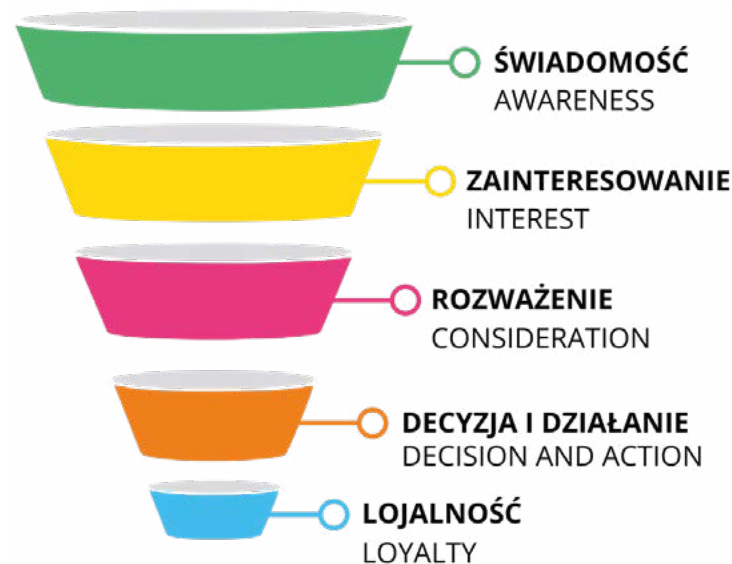 ŚWIADOMOŚĆ
AWARENESS
ZAINTERESOWANIE
INTEREST
ROZWAŻENIE
CONSIDERATION
DECYZJA I DZIAŁANIE
DECISION AND ACTION
LOJALNOŚĆ
LOYALTY